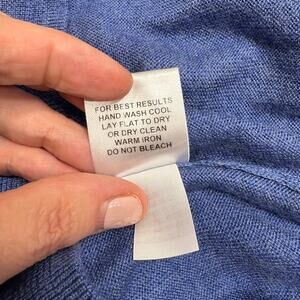 FOR BEST RESULTS
HAND WASH COOL
LAY FLAT TO DRY
OR DRY CLEAN
WARM IRON
DO NOT BLEACH